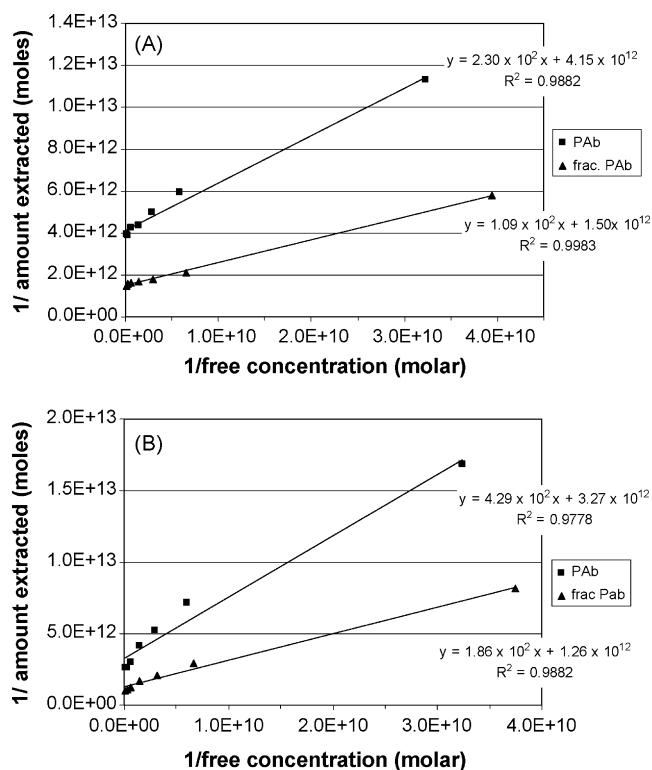 (A)
1.4E+13
1.2E+13
1.0E+13
8.0E+12
6.0E+12
4.0E+12
2.0E+12
0.0E+00
1/ amount extracted (moles)
y = 2.30 x 10² x + 4.15 x 10¹²
R² = 0.9882
PAb
frac. PAb
y = 1.09 x 10² x + 1.50x 10¹²
R² = 0.9983
0.0E+00 1.0E+10 2.0E+10 3.0E+10 4.0E+10
1/free concentration (molar)
(B)
2.0E+13
1.5E+13
1.0E+13
5.0E+12
0.0E+00
1/ amount extracted (moles)
y = 4.29 x 10² x + 3.27 x 10¹²
R² = 0.9778
PAb
frac Pab
y = 1.86 x 10² x + 1.26 x 10¹²
R² = 0.9882
0.0E+00 1.0E+10 2.0E+10 3.0E+10 4.0E+10
1/free concentration (molar)